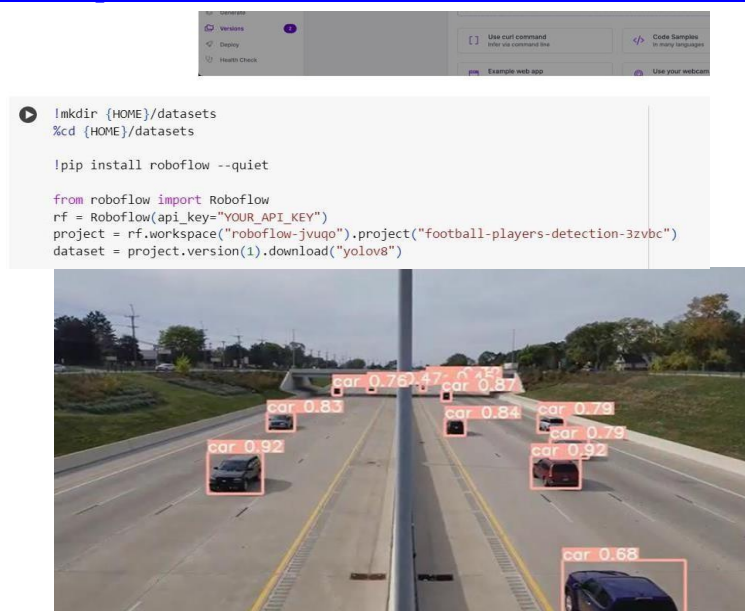 Versions 2
Deploy
Health Check
[ ] Use curl command
Infer via command line
</> Code Samples
In many languages
Example web app
Use your webcam
!mkdir {HOME}/datasets
%cd {HOME}/datasets
!pip install roboflow --quiet
from roboflow import Roboflow
rf = Roboflow(api_key="YOUR_API_KEY")
project = rf.workspace("roboflow-jvuqo").project("football-players-detection-3zvbc")
dataset = project.version(1).download("yolov8")
car 0.76
car 0.87
car 0.83
car 0.84
car 0.79
car 0.79
car 0.92
car 0.92
car 0.68